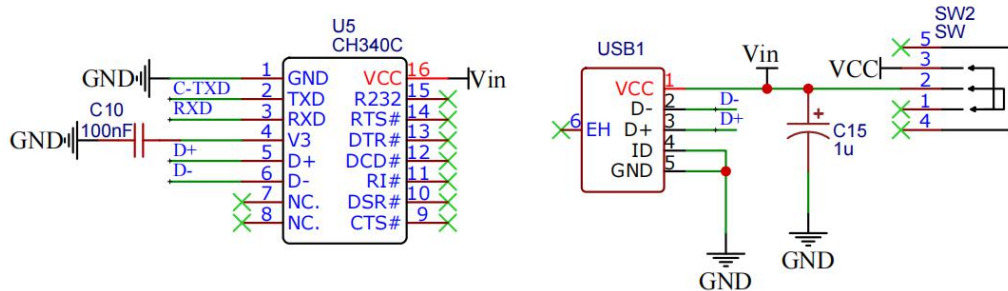 U5
CH340C
GND 1 GND VCC 16 Vin
C-TXD 2 TXD R232 15
RXD 3 RXD RTS# 14
C10
100nF
GND 4 V3 DTR# 13
D+ 5 D+ DCD# 12
D- 6 D- RI# 11
7 NC. DSR# 10
8 NC. CTS# 9
USB1
VCC 1
D- 2 D-
6 EH D+ 3 D+
ID 4
GND 5
GND
Vin
C15
1u
+
GND
SW2
SW
5
VCC 3
2
1
4